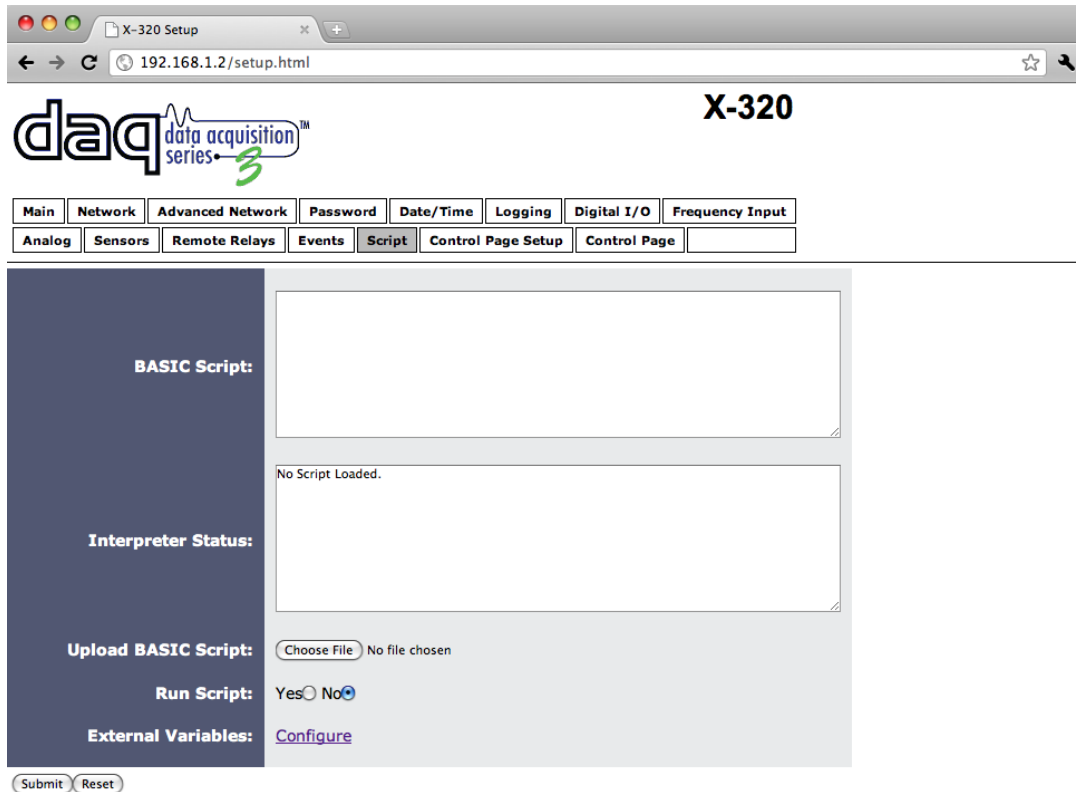 X-320 Setup
192.168.1.2/setup.html
X-320
daq data acquisition™
series 3
Main Network Advanced Network Password Date/Time Logging Digital I/O Frequency Input
Analog Sensors Remote Relays Events Script Control Page Setup Control Page
BASIC Script:
No Script Loaded.
Interpreter Status:
Upload BASIC Script: Choose File No file chosen
Run Script: Yes No
External Variables: Configure
Submit Reset